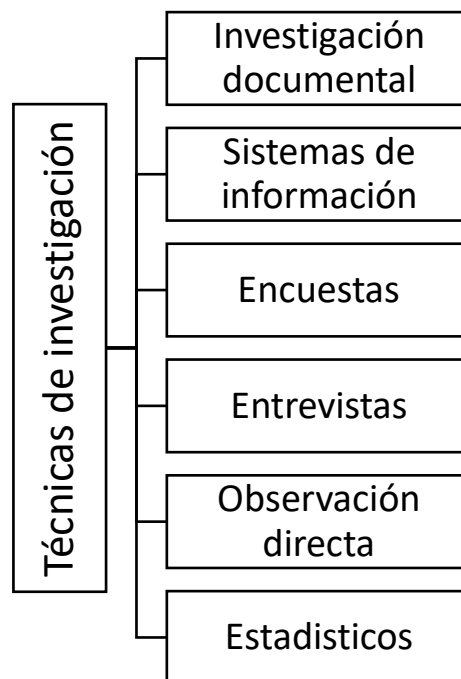 Técnicas de investigación
Investigación
documental
Sistemas de
información
Encuestas
Entrevistas
Observación
directa
Estadisticos